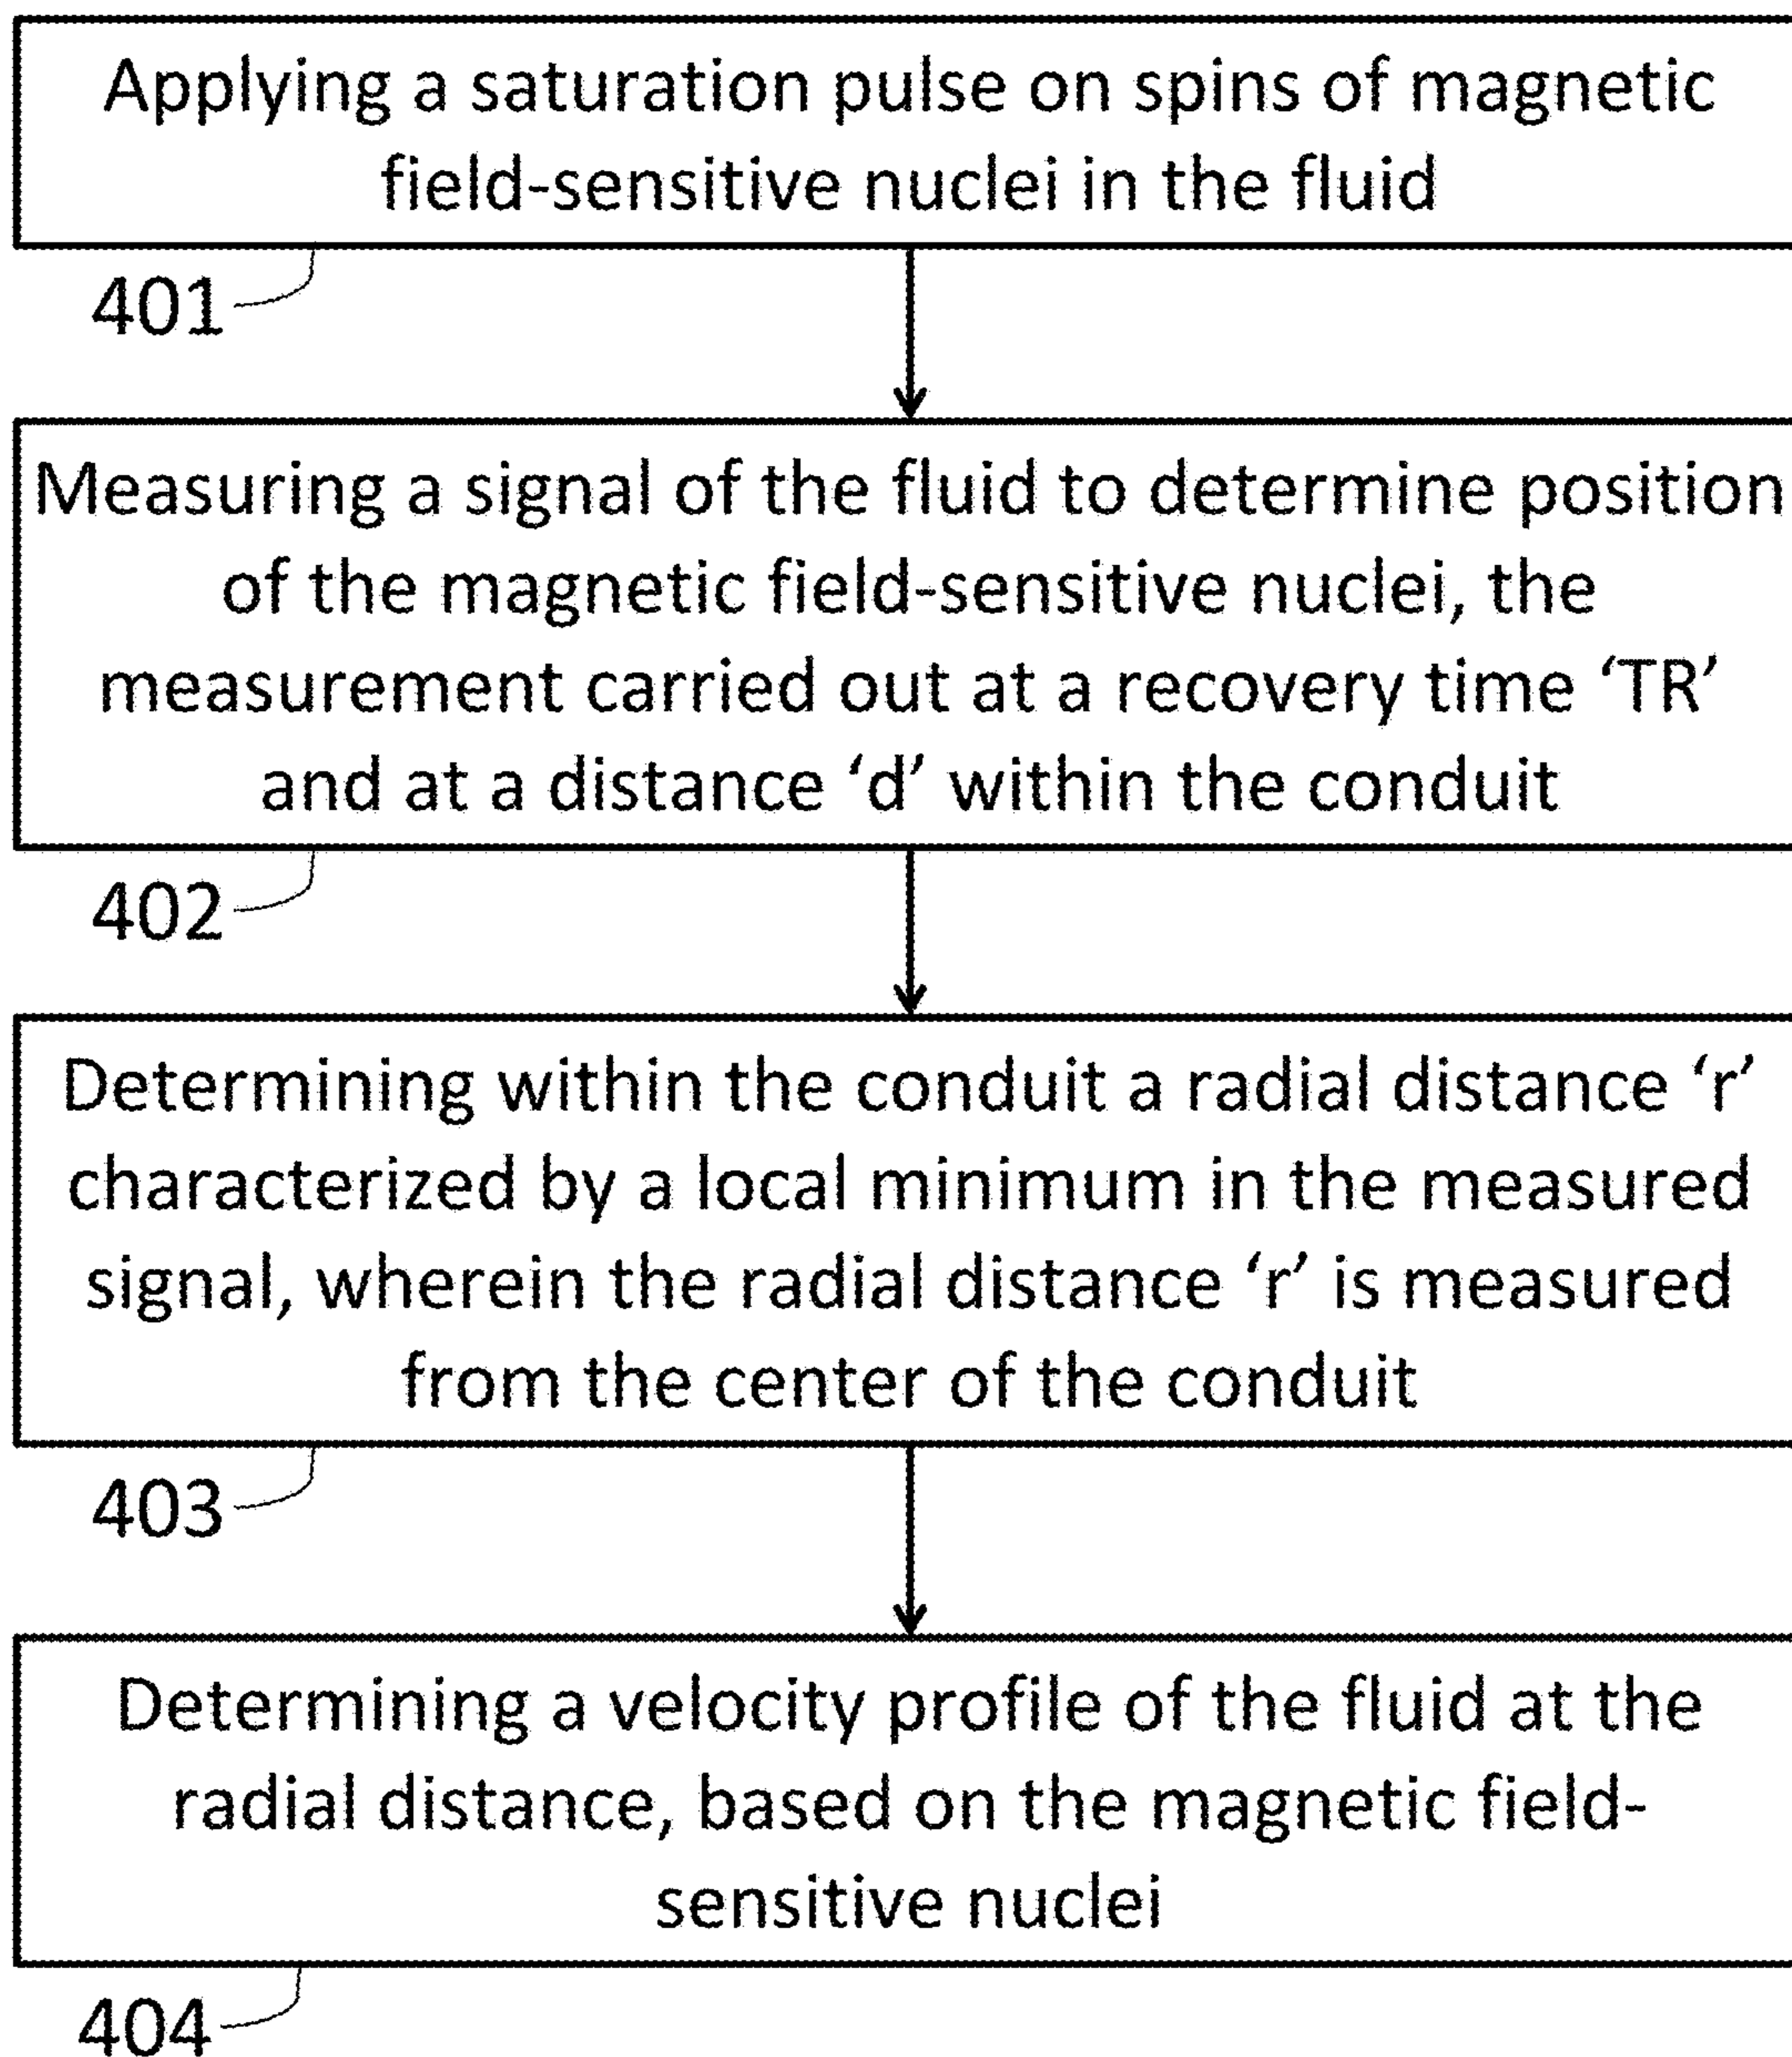 Applying a saturation pulse on spins of magnetic
field-sensitive nuclei in the fluid
401
Measuring a signal of the fluid to determine position
of the magnetic field-sensitive nuclei, the
measurement carried out at a recovery time ‘TR’
and at a distance ‘d’ within the conduit
402
Determining within the conduit a radial distance ‘r’
characterized by a local minimum in the measured
signal, wherein the radial distance ‘r’ is measured
from the center of the conduit
403
Determining a velocity profile of the fluid at the
radial distance, based on the magnetic field-
sensitive nuclei
404